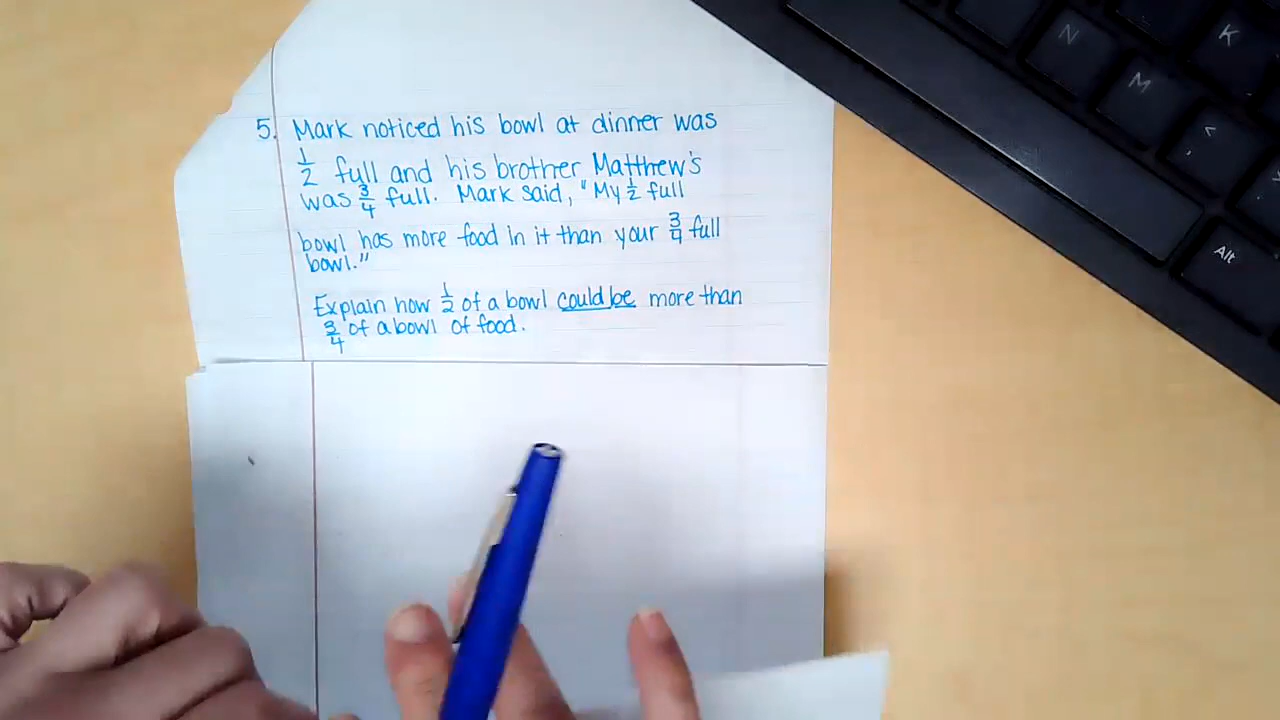 5. Mark noticed his bowl at dinner was
1/2 full and his brother Matthew's
was 3/4 full. Mark said, "My 1/2 full
bowl has more food in it than your 3/4 full
bowl."
Explain how 1/2 of a bowl could be more than
3/4 of a bowl of food.
N
K
M
<
,
Alt